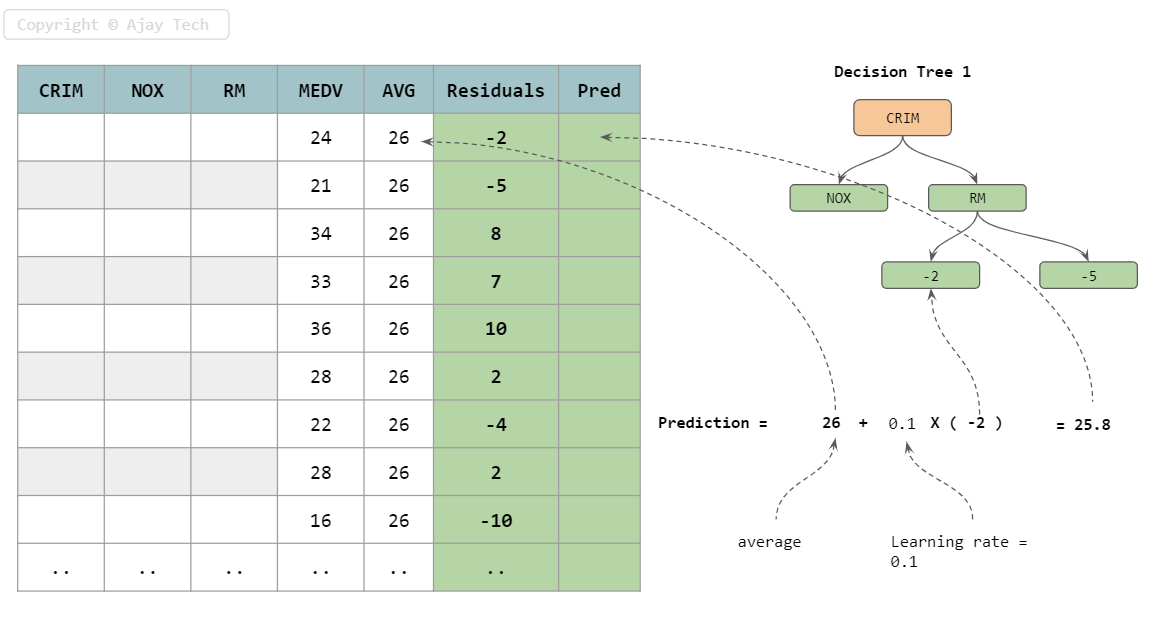 Copyright © Ajay Tech
CRIM NOX RM MEDV AVG Residuals Pred
24 26 -2
21 26 -5
34 26 8
33 26 7
36 26 10
28 26 2
22 26 -4
28 26 2
16 26 -10
.. .. .. .. .. ..
Decision Tree 1
CRIM
NOX RM
-2 -5
Prediction = 26 + 0.1 X ( -2 ) = 25.8
average
Learning rate =
0.1